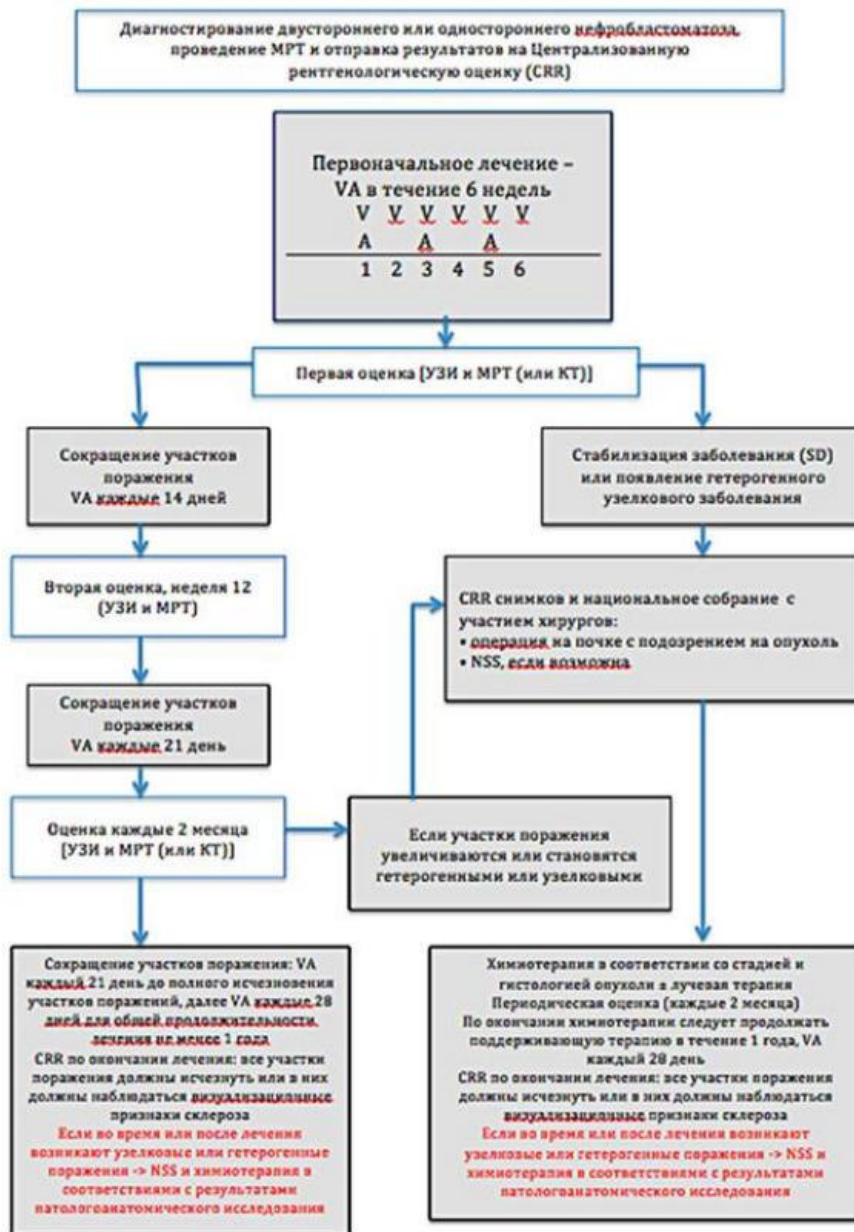 Диагностирование двустороннего или одностороннего нефробластоматоза,
проведение МРТ и отправка результатов на Централизованную
рентгенологическую оценку (CRR)
Первоначальное лечение –
VA в течение 6 недель
V V V V V V
A A A
1 2 3 4 5 6
Первая оценка [УЗИ и МРТ (или КТ)]
Сокращение участков
поражения
VA каждые 14 дней
Стабилизация заболевания (SD)
или появление гетерогенного
узелкового заболевания
Вторая оценка, неделя 12
(УЗИ и МРТ)
CRR снимков и национальное собрание с
участием хирургов:
• операция на почке с подозрением на опухоль
• NSS, если возможна
Сокращение участков
поражения
VA каждые 21 день
Оценка каждые 2 месяца
[УЗИ и МРТ (или КТ)]
Если участки поражения
увеличиваются или становятся
гетерогенными или узелковыми
Сокращение участков поражения: VA
каждый 21 день до полного исчезновения
участков поражений, далее VA каждые 28
дней для общей продолжительности
лечения не менее 1 года
CRR по окончании лечения: все участки
поражения должны исчезнуть или в них
должны наблюдаться визуализационные
признаки склероза
Если во время или после лечения
возникают узелковые или гетерогенные
поражения -> NSS и химиотерапия в
соответствиями с результатами
патологоанатомического исследования
Химиотерапия в соответствии со стадией и
гистологией опухоли ± лучевая терапия
Периодическая оценка (каждые 2 месяца)
По окончании химиотерапии следует продолжать
поддерживающую терапию в течение 1 года, VA
каждый 28 день
CRR по окончании лечения: все участки поражения
должны исчезнуть или в них должны наблюдаться
визуализационные признаки склероза
Если во время или после лечения возникают
узелковые или гетерогенные поражения -> NSS и
химиотерапия в соответствиями с результатами
патологоанатомического исследования